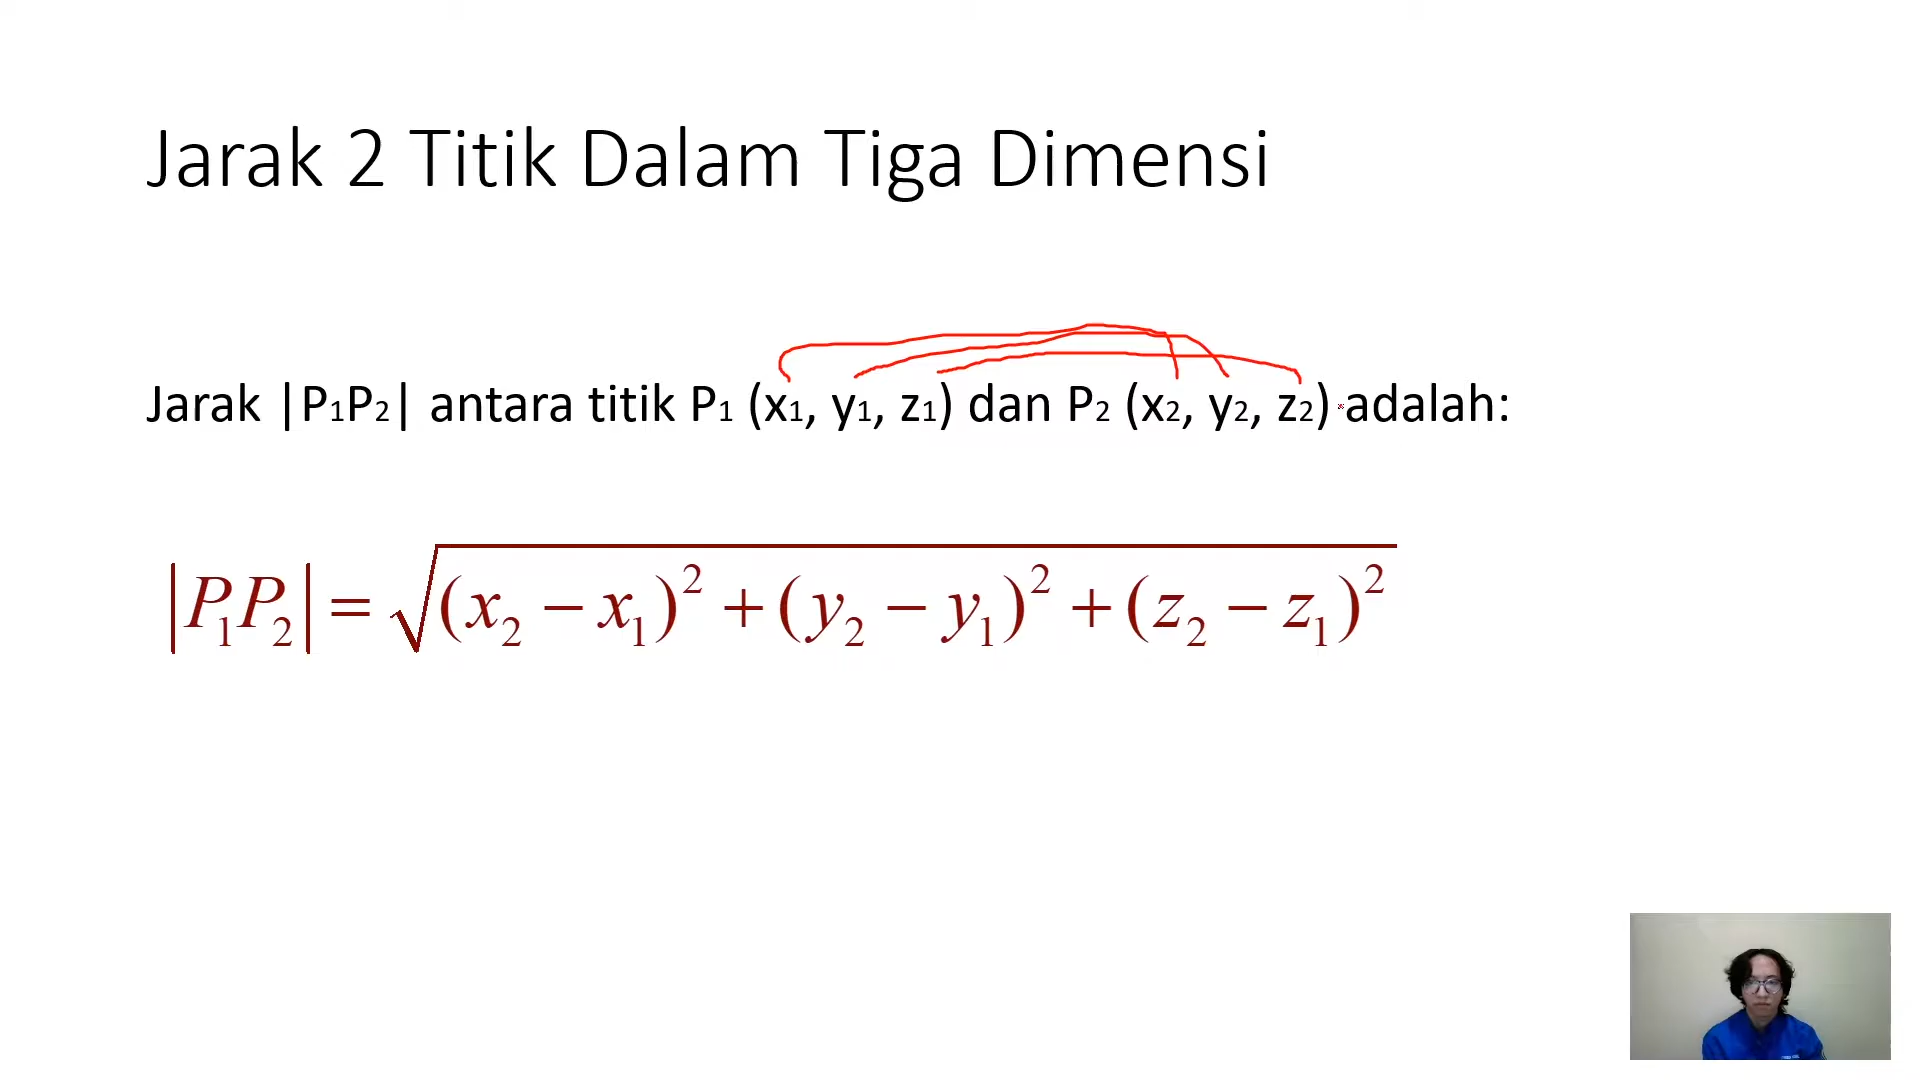 Jarak 2 Titik Dalam Tiga Dimensi
Jarak |P₁P₂| antara titik P₁ (x₁, y₁, z₁) dan P₂ (x₂, y₂, z₂) adalah:
|P₁P₂| = √(x₂ − x₁)² + (y₂ − y₁)² + (z₂ − z₁)²